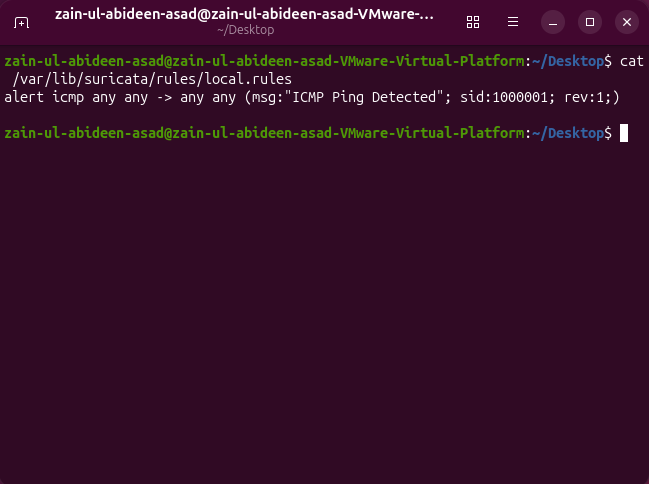 zain-ul-abideen-asad@zain-ul-abideen-asad-VMware-...
~/Desktop
zain-ul-abideen-asad@zain-ul-abideen-asad-VMware-Virtual-Platform:~/Desktop$ cat
/var/lib/suricata/rules/local.rules
alert icmp any any -> any any (msg:"ICMP Ping Detected"; sid:1000001; rev:1;)
zain-ul-abideen-asad@zain-ul-abideen-asad-VMware-Virtual-Platform:~/Desktop$